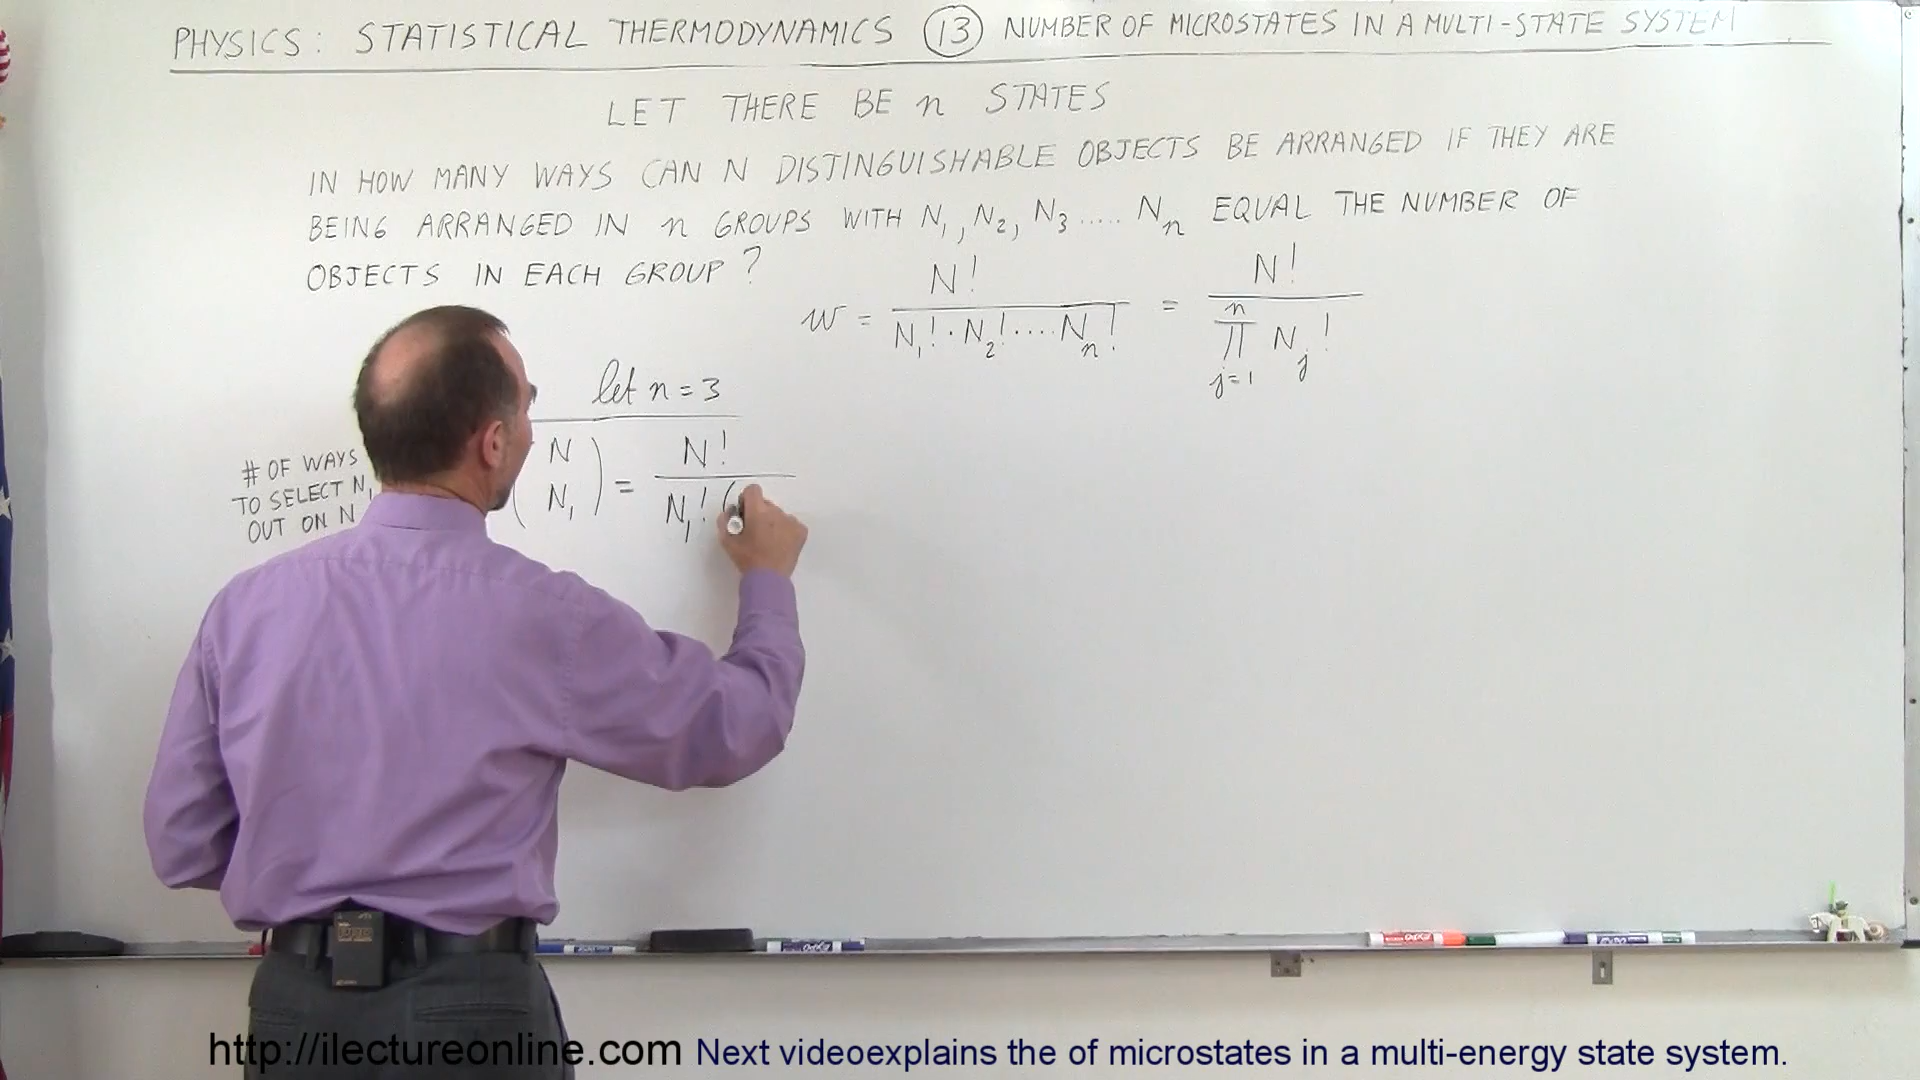 PHYSICS: STATISTICAL THERMODYNAMICS 13 NUMBER OF MICROSTATES IN A MULTI-STATE SYSTEM
LET THERE BE n STATES
IN HOW MANY WAYS CAN N DISTINGUISHABLE OBJECTS BE ARRANGED IF THEY ARE
BEING ARRANGED IN n GROUPS WITH N₁, N₂, N₃ ..... Nₙ EQUAL THE NUMBER OF
OBJECTS IN EACH GROUP?
w = N! / N₁! · N₂! .... Nₙ! = N! / ∏ⁿⱼ₌₁ Nⱼ!
let n = 3
# OF WAYS
TO SELECT N₁
OUT ON N
(N N₁) = N! / N₁! (
http://ilectureonline.com Next videoexplains the of microstates in a multi-energy state system.